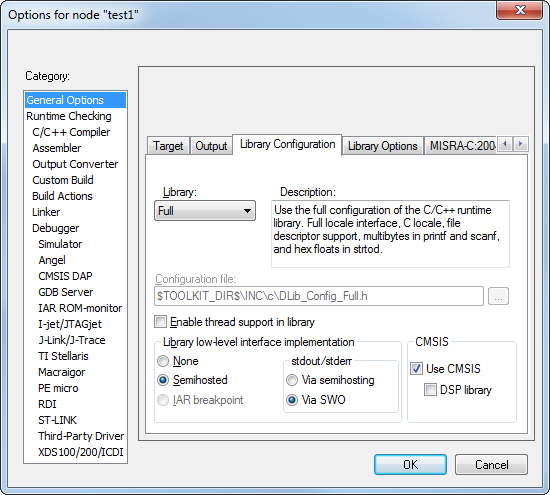 Options for node "test1"
Category:
General Options
Runtime Checking
C/C++ Compiler
Assembler
Output Converter
Custom Build
Build Actions
Linker
Debugger
Simulator
Angel
CMSIS DAP
GDB Server
IAR ROM-monitor
I-jet/JTAGjet
J-Link/J-Trace
TI Stellaris
Macraigor
PE micro
RDI
ST-LINK
Third-Party Driver
XDS100/200/ICDI
Target Output Library Configuration Library Options MISRA-C:200
Library:
Full
Description:
Use the full configuration of the C/C++ runtime
library. Full locale interface, C locale, file
descriptor support, multibytes in printf and scanf,
and hex floats in strtod.
Configuration file:
$TOOLKIT_DIR$\INC\c\DLib_Config_Full.h
...
Enable thread support in library
Library low-level interface implementation
None
Semihosted
IAR breakpoint
stdout/stderr
Via semihosting
Via SWO
CMSIS
Use CMSIS
DSP library
OK Cancel